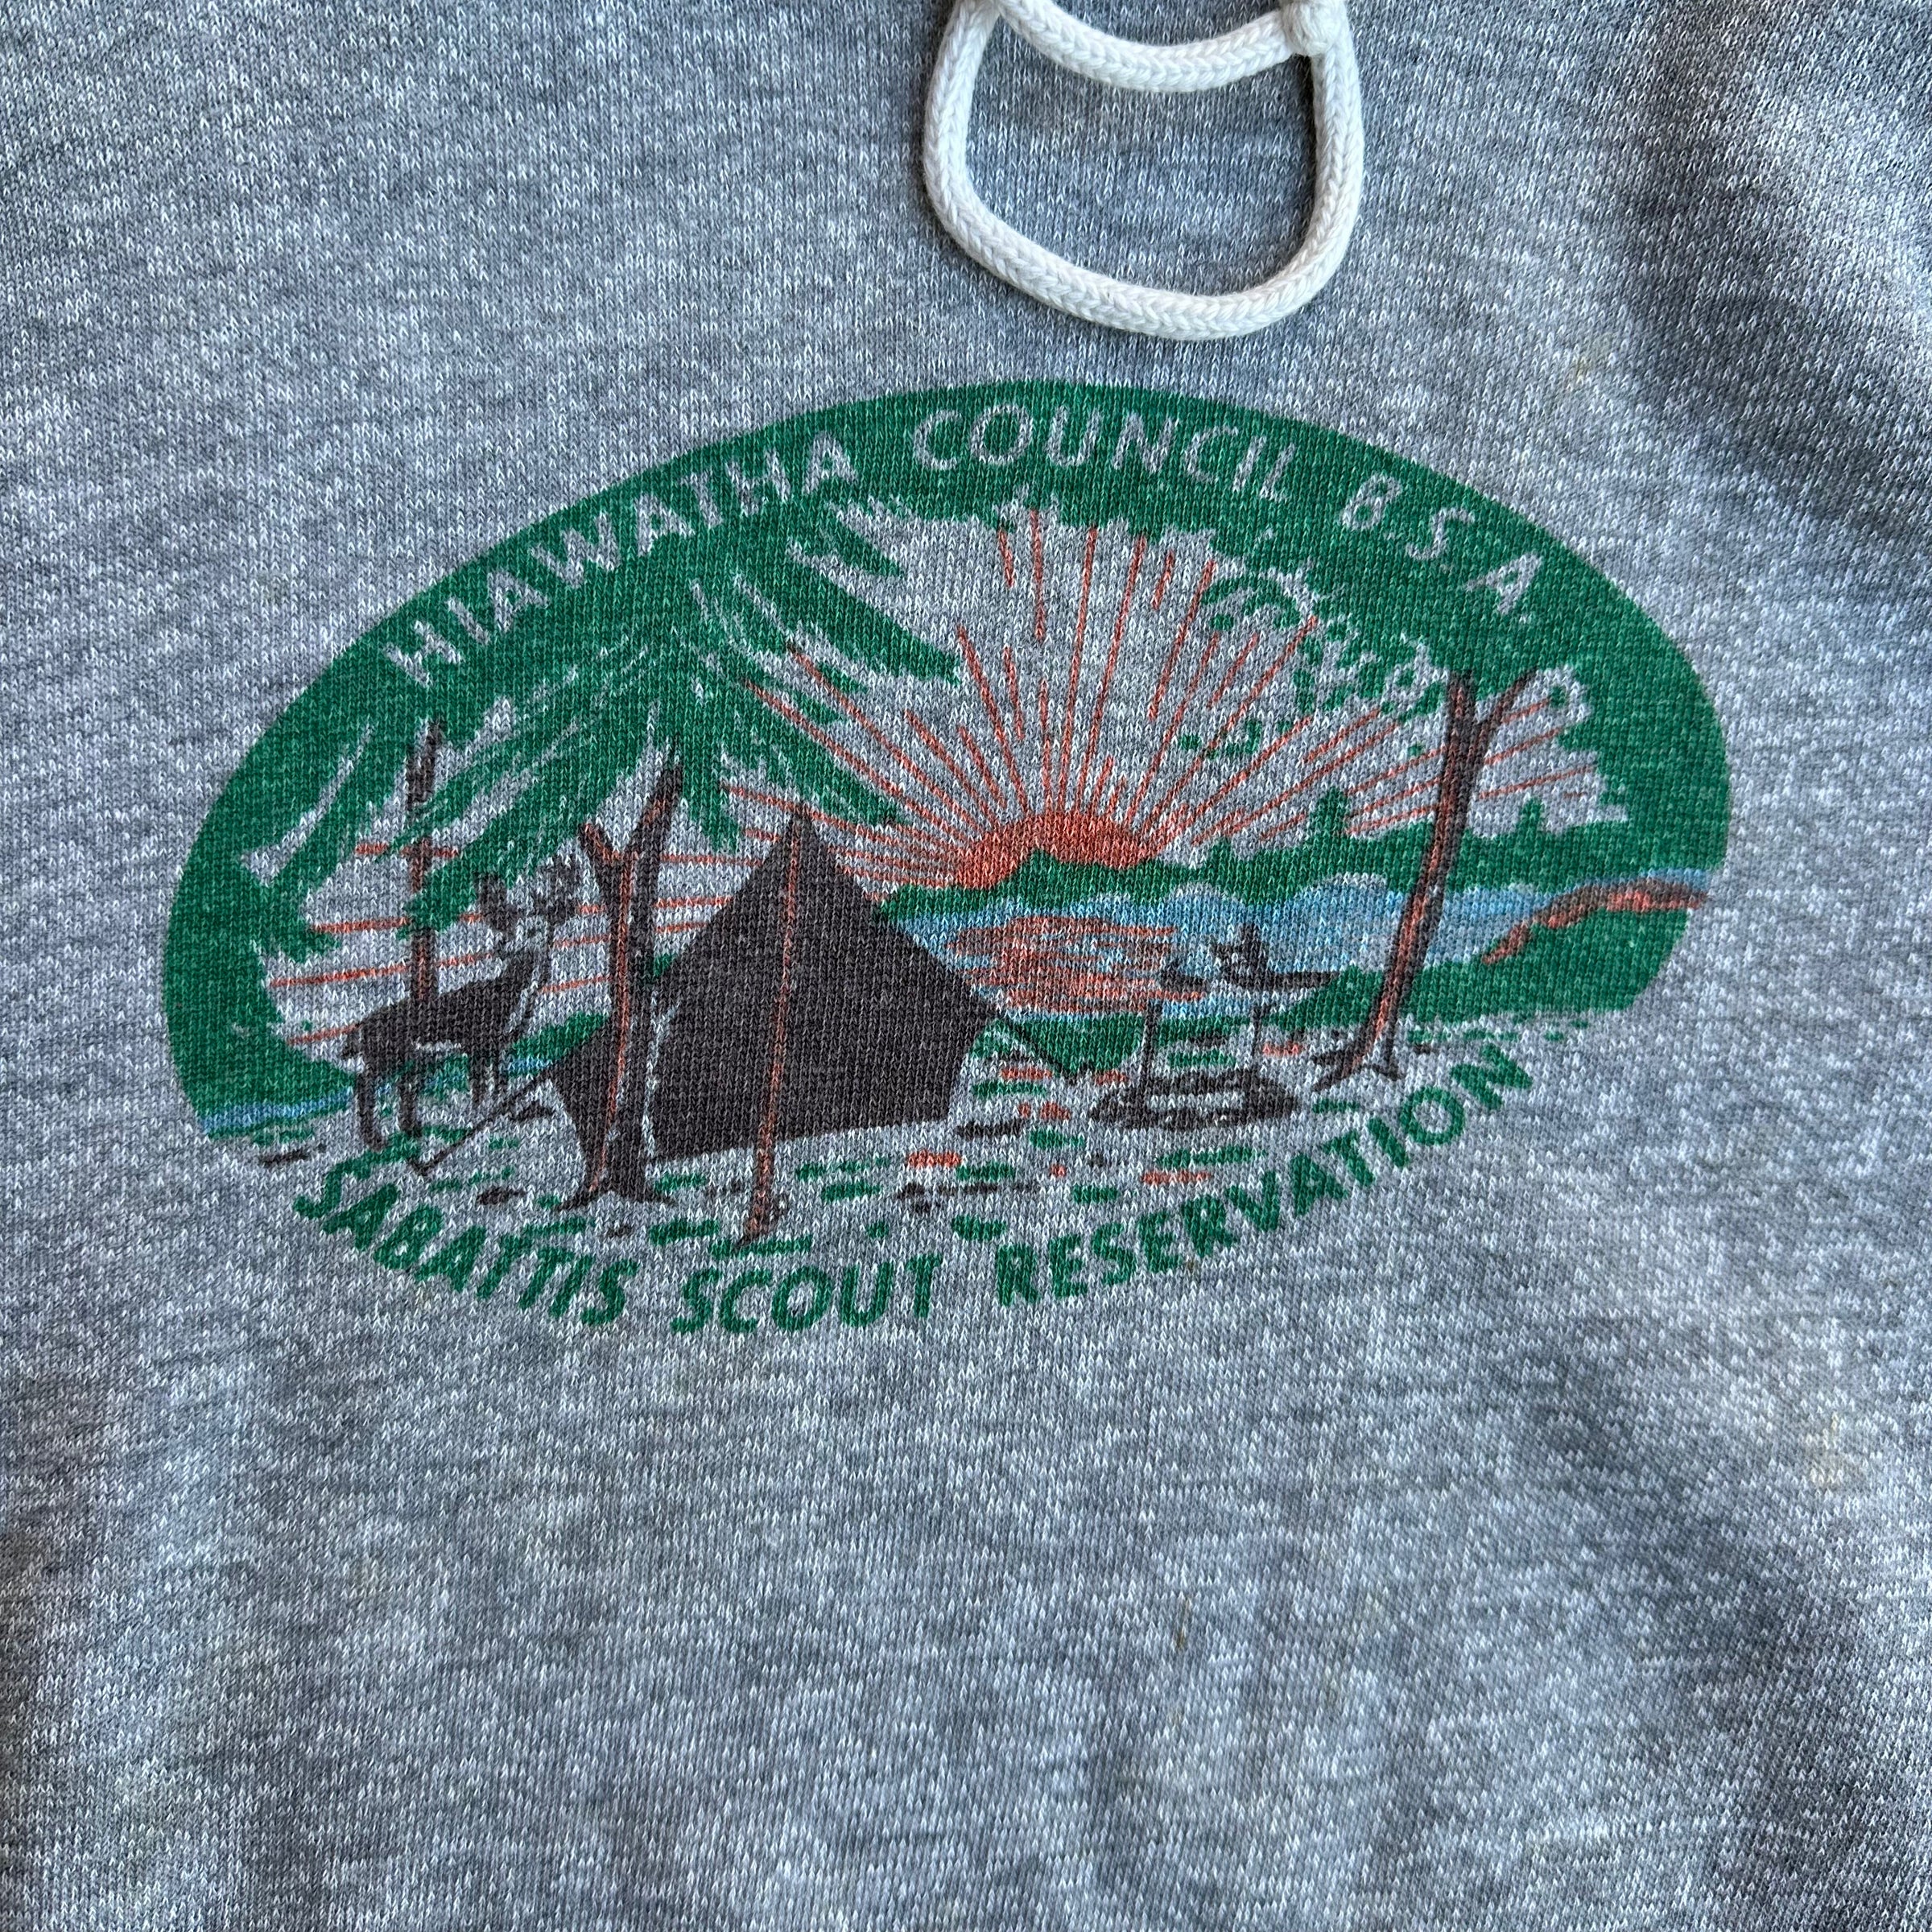 HIAWATHA COUNCIL B.S.A.
SABATTIS SCOUT RESERVATION